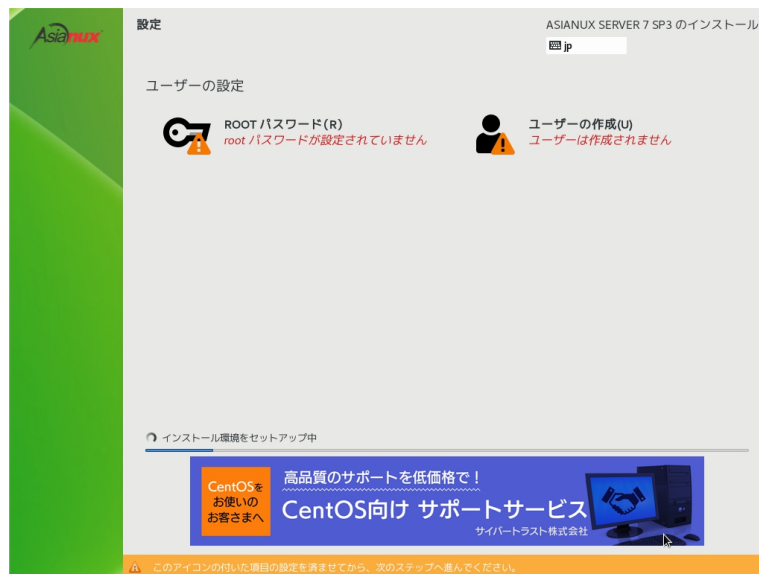 Asianux
設定
ASIANUX SERVER 7 SP3 のインストール
jp
ユーザーの設定
ROOT パスワード(R)
root パスワードが設定されていません
ユーザーの作成(U)
ユーザーは作成されません
インストール環境をセットアップ中
CentOSを
お使いの
お客さまへ
高品質のサポートを低価格で！
CentOS向け サポートサービス
サイバートラスト株式会社
このアイコンの付いた項目の設定を済ませてから、次のステップへ進んでください。